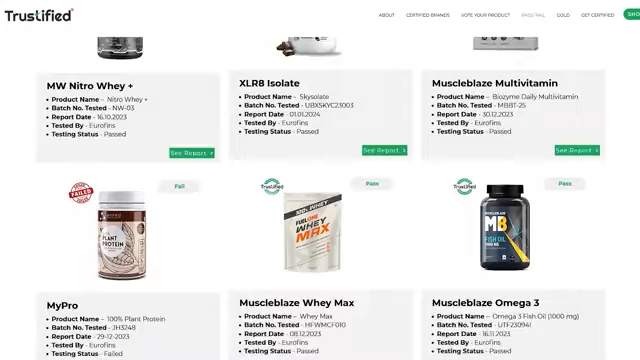 Trustified
ABOUT CERTIFIED BRANDS VOTE YOUR PRODUCT PASS/FAIL GOLD GET CERTIFIED
MW Nitro Whey +
• Product Name - Nitro Whey +
• Batch No. Tested - NW-03
• Report Date - 16.10.2023
• Tested By - Eurofins
• Testing Status - Passed
See Report >
XLR8 Isolate
• Product Name - Skysolate
• Batch No. Tested - UBXSKYC23003
• Report Date - 01.01.2024
• Tested By - Eurofins
• Testing Status - Passed
See Report >
Muscleblaze Multivitamin
• Product Name - Biozyme Daily Multivitamin
• Batch No. Tested - MBBT-25
• Report Date - 30.12.2023
• Tested By - Eurofins
• Testing Status - Passed
See Report >
FAILED
Fail
PLANT
PROTEIN
MyPro
• Product Name - 100% Plant Protein
• Batch No. Tested - JH3248
• Report Date - 29-12-2023
• Tested By - Eurofins
• Testing Status - Failed
Trustified
Pass
100% WHEY
FUELONE
WHEY
MAX
Muscleblaze Whey Max
• Product Name - Whey Max
• Batch No. Tested - HFWMCF010
• Report Date - 08.12.2023
• Tested By - Eurofins
• Testing Status - Passed
Trustified
Pass
MUSCLEBLAZE
MB
FISH OIL
Muscleblaze Omega 3
• Product Name - Omega 3 Fish Oil (1000 mg)
• Batch No. Tested - UTF23094I
• Report Date - 16.11.2023
• Tested By - Eurofins
• Testing Status - Passed